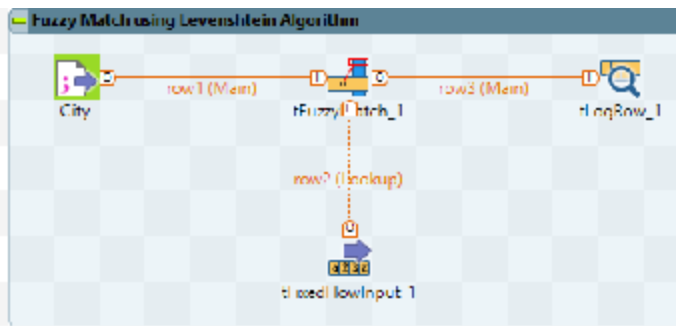 Fuzzy Match using Levenshtein Algorithm
row1 (Main)
row3 (Main)
City
tFuzzyMatch_1
tLogRow_1
row2 (Lookup)
tFixedFlowInput_1